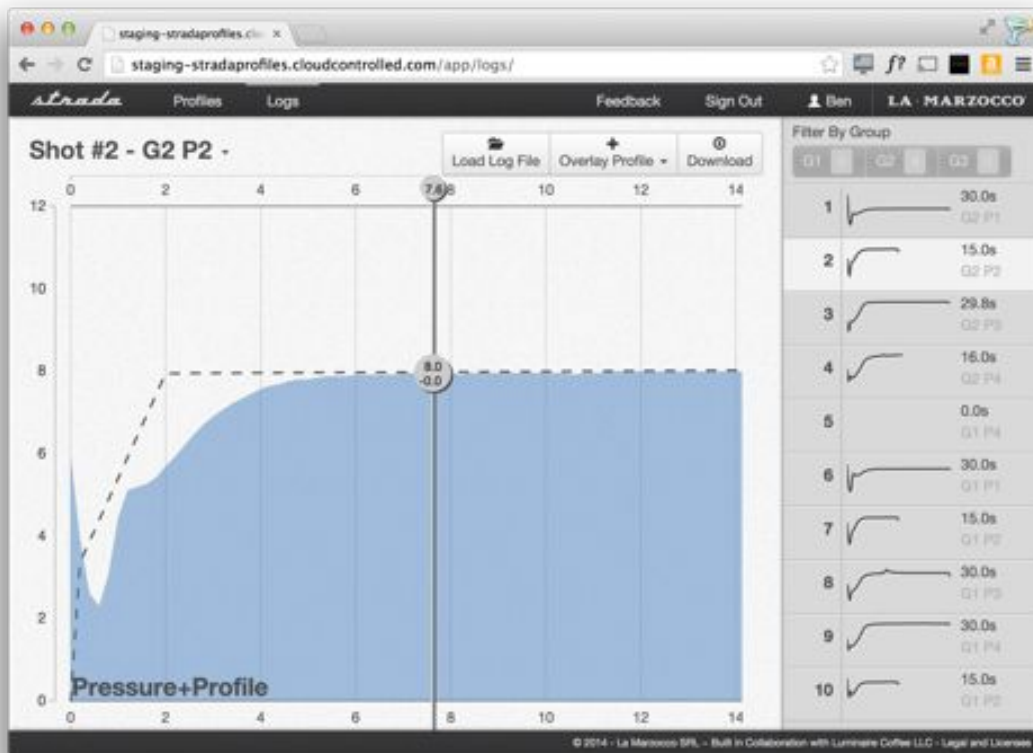 staging-stradaprofiles.clo
staging-stradaprofiles.cloudcontrolled.com/app/logs/
f?
strada Profiles Logs Feedback Sign Out Ben LA MARZOCCO
Shot #2 - G2 P2
Load Log File Overlay Profile Download
Filter By Group
G1 G2 G3
0 2 4 6 7.6 8 10 12 14
12
10
8
6
4
2
0
8.0
-0.0
Pressure+Profile
0 2 4 6 8 10 12 14
1 30.0s
G2 P1
2 15.0s
G2 P2
3 29.8s
G2 P3
4 16.0s
G2 P4
5 0.0s
G1 P4
6 30.0s
G1 P1
7 15.0s
G1 P2
8 30.0s
G1 P3
9 30.0s
G1 P4
10 15.0s
G1 P2
© 2014 - La Marzocco SRL - Built in Collaboration with Luminaire Coffee LLC - Legal and Licenses